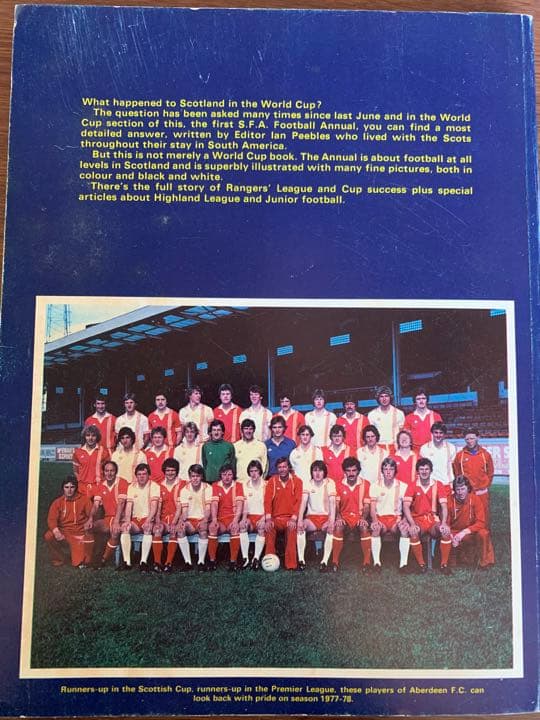 What happened to Scotland in the World Cup?
The question has been asked many times since last June and in the World
Cup section of this, the first S.F.A. Football Annual, you can find a most
detailed answer, written by Editor Ian Peebles who lived with the Scots
throughout their stay in South America.
But this is not merely a World Cup book. The Annual is about football at all
levels in Scotland and is superbly illustrated with many fine pictures, both in
colour and black and white.
There's the full story of Rangers' League and Cup success plus special
articles about Highland League and Junior football.
Runners-up in the Scottish Cup, runners-up in the Premier League, these players of Aberdeen F.C. can
look back with pride on season 1977-78.